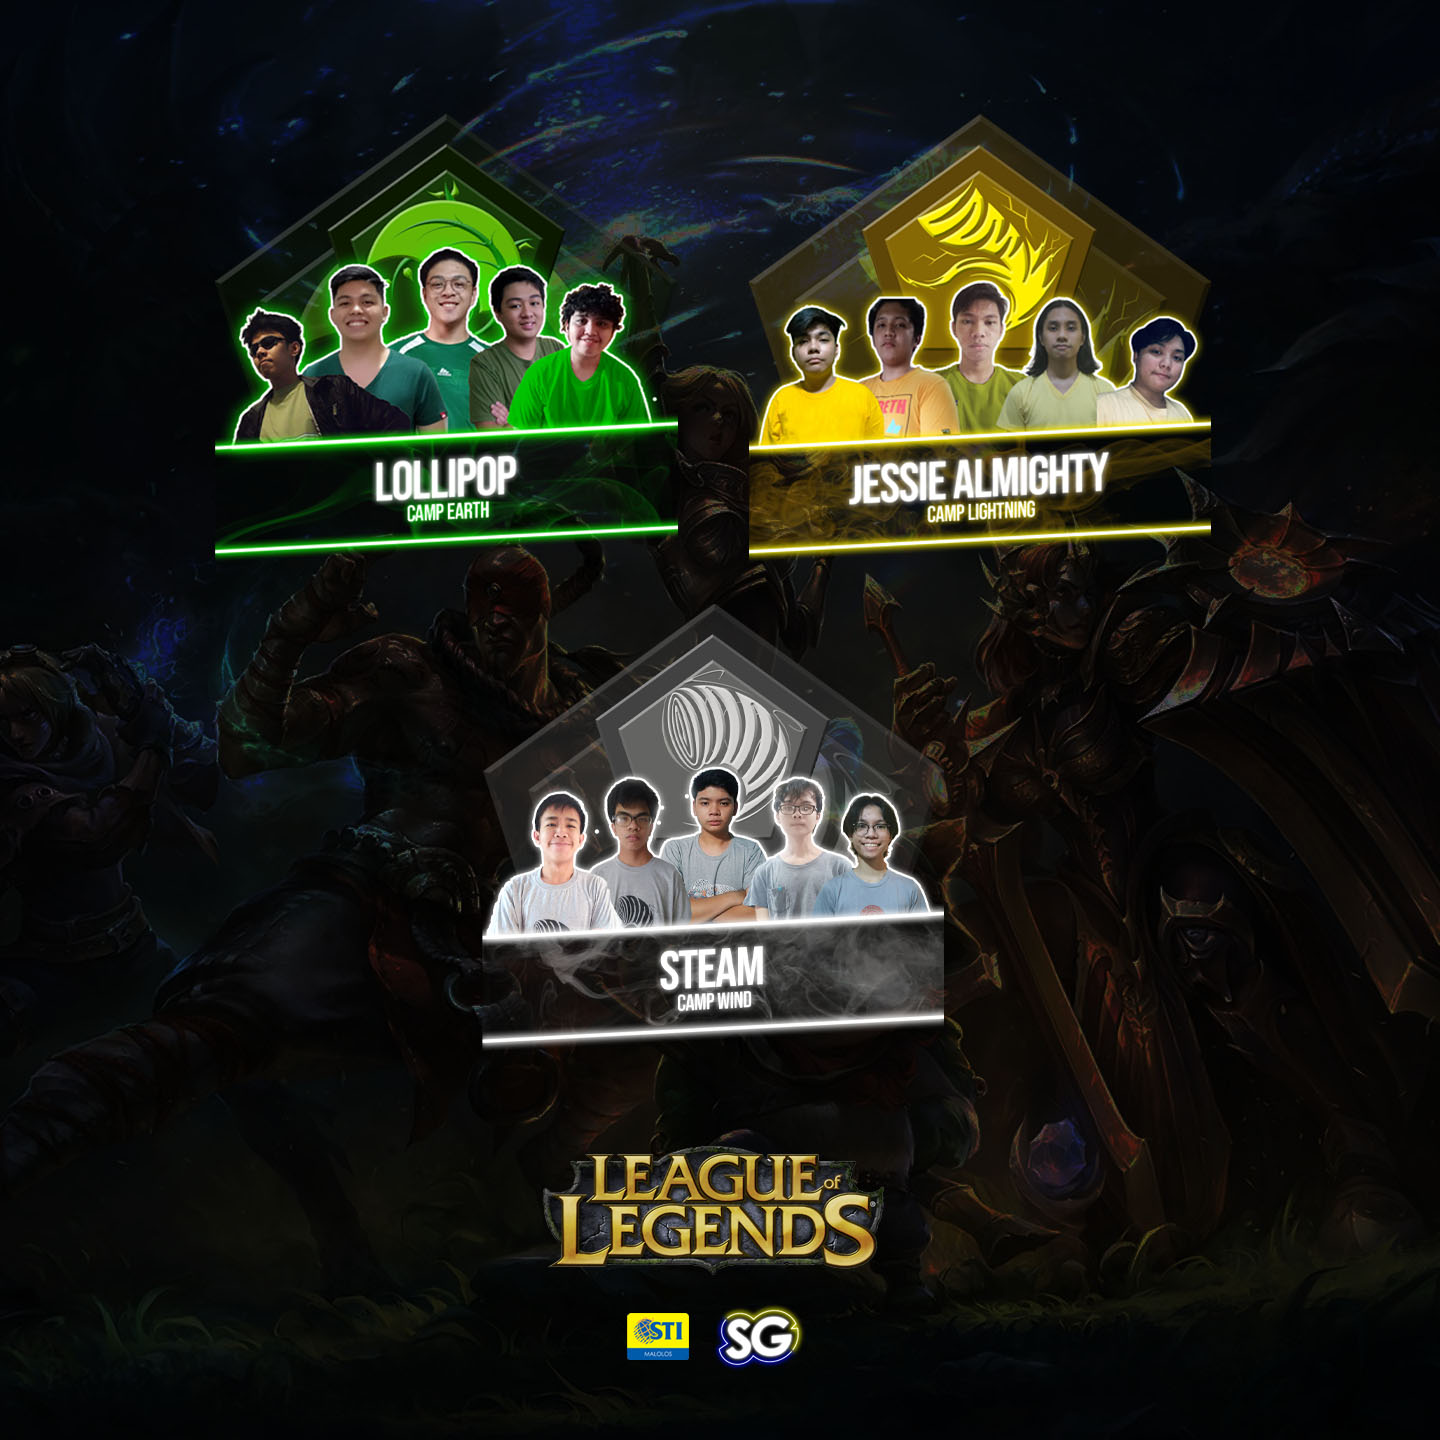 LOLLIPOP
CAMP EARTH
JESSIE ALMIGHTY
CAMP LIGHTNING
STEAM
CAMP WIND
LEAGUE of
LEGENDS
STI
MALOLOS
SG